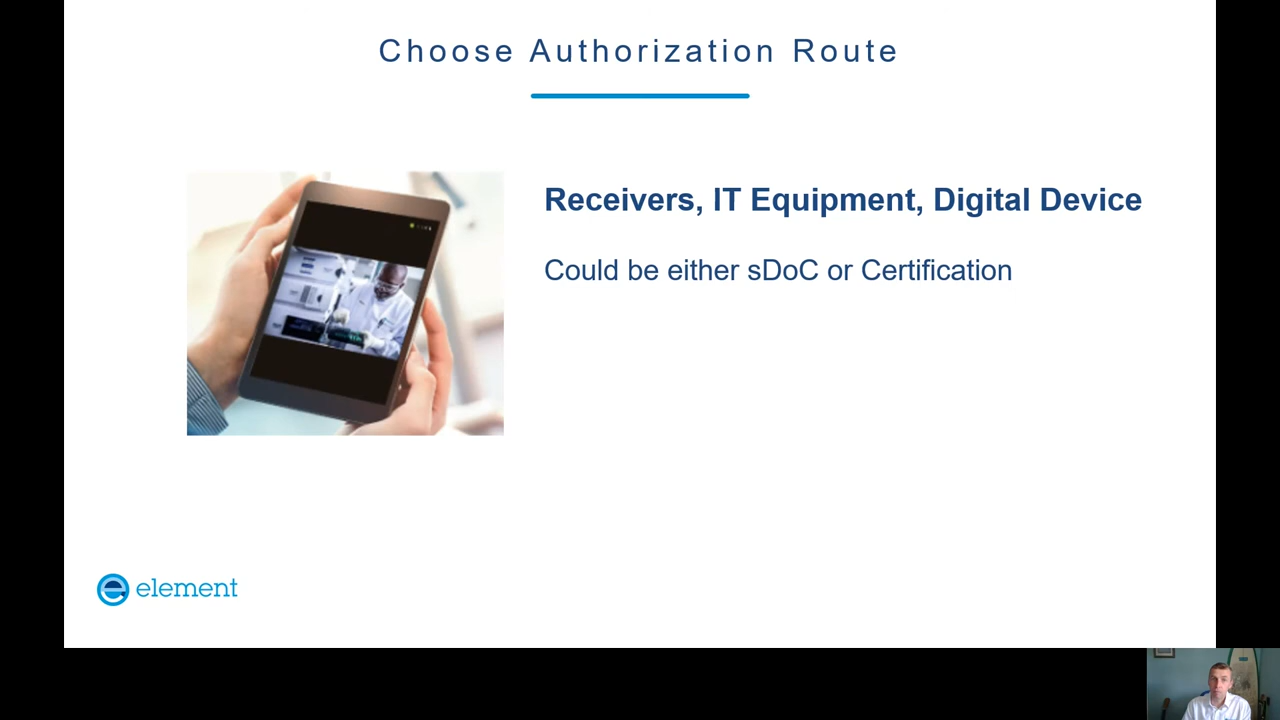 Choose Authorization Route
Receivers, IT Equipment, Digital Device
Could be either sDoC or Certification
element